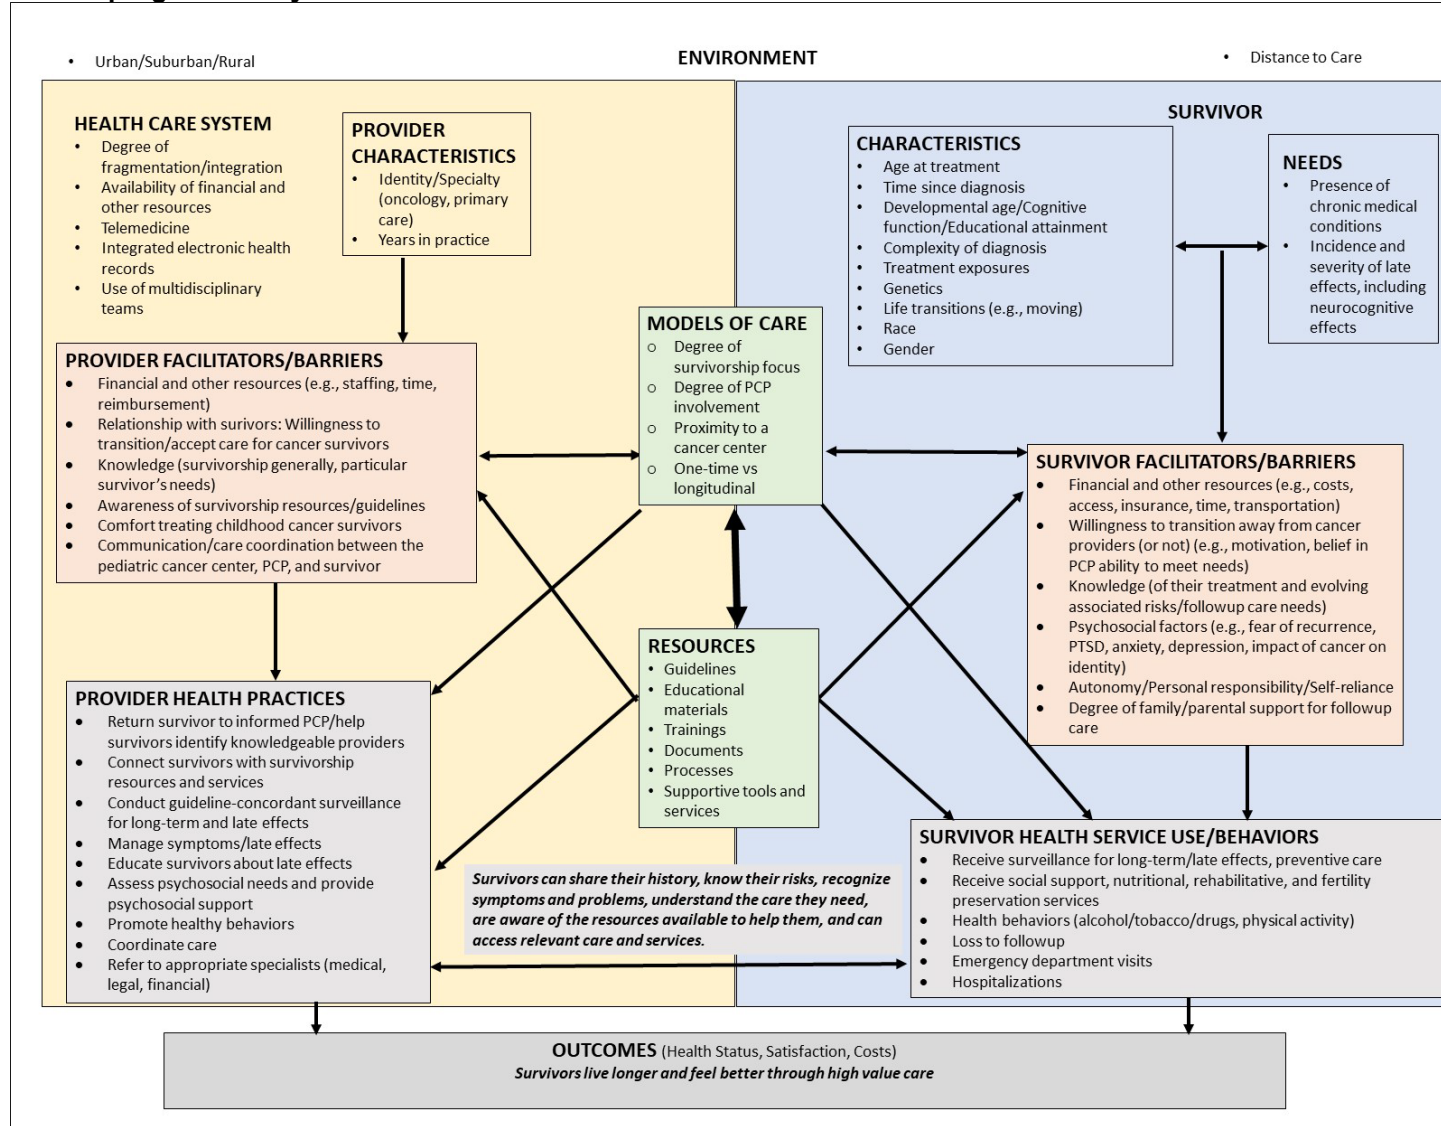 • Urban/Suburban/Rural
ENVIRONMENT
• Distance to Care
HEALTH CARE SYSTEM
• Degree of
fragmentation/integration
• Availability of financial and
other resources
• Telemedicine
• Integrated electronic health
records
• Use of multidisciplinary
teams
PROVIDER
CHARACTERISTICS
• Identity/Specialty
(oncology, primary
care)
• Years in practice
SURVIVOR
CHARACTERISTICS
• Age at treatment
• Time since diagnosis
• Developmental age/Cognitive
function/Educational attainment
• Complexity of diagnosis
• Treatment exposures
• Genetics
• Life transitions (e.g., moving)
• Race
• Gender
NEEDS
• Presence of
chronic medical
conditions
• Incidence and
severity of late
effects, including
neurocognitive
effects
PROVIDER FACILITATORS/BARRIERS
• Financial and other resources (e.g., staffing, time,
reimbursement)
• Relationship with surivors: Willingness to
transition/accept care for cancer survivors
• Knowledge (survivorship generally, particular
survivor’s needs)
• Awareness of survivorship resources/guidelines
• Comfort treating childhood cancer survivors
• Communication/care coordination between the
pediatric cancer center, PCP, and survivor
MODELS OF CARE
o Degree of
survivorship focus
o Degree of PCP
involvement
o Proximity to a
cancer center
o One-time vs
longitudinal
SURVIVOR FACILITATORS/BARRIERS
• Financial and other resources (e.g., costs,
access, insurance, time, transportation)
• Willingness to transition away from cancer
providers (or not) (e.g., motivation, belief in
PCP ability to meet needs)
• Knowledge (of their treatment and evolving
associated risks/followup care needs)
• Psychosocial factors (e.g., fear of recurrence,
PTSD, anxiety, depression, impact of cancer on
identity)
• Autonomy/Personal responsibility/Self-reliance
• Degree of family/parental support for followup
care
RESOURCES
• Guidelines
• Educational
materials
• Trainings
• Documents
• Processes
• Supportive tools and
services
PROVIDER HEALTH PRACTICES
• Return survivor to informed PCP/help
survivors identify knowledgeable providers
• Connect survivors with survivorship
resources and services
• Conduct guideline-concordant surveillance
for long-term and late effects
• Manage symptoms/late effects
• Educate survivors about late effects
• Assess psychosocial needs and provide
psychosocial support
• Promote healthy behaviors
• Coordinate care
• Refer to appropriate specialists (medical,
legal, financial)
Survivors can share their history, know their risks, recognize
symptoms and problems, understand the care they need,
are aware of the resources available to help them, and can
access relevant care and services.
SURVIVOR HEALTH SERVICE USE/BEHAVIORS
• Receive surveillance for long-term/late effects, preventive care
• Receive social support, nutritional, rehabilitative, and fertility
preservation services
• Health behaviors (alcohol/tobacco/drugs, physical activity)
• Loss to followup
• Emergency department visits
• Hospitalizations
OUTCOMES (Health Status, Satisfaction, Costs)
Survivors live longer and feel better through high value care